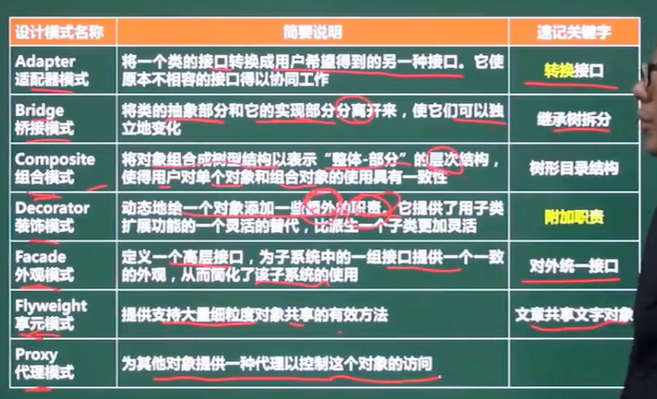 设计模式名称 简要说明 速记关键字
Adapter
适配器模式
将一个类的接口转换成用户希望得到的另一种接口。它使
原本不相容的接口得以协同工作
转换接口
Bridge
桥接模式
将类的抽象部分和它的实现部分分离开来，使它们可以独
立地变化
继承树拆分
Composite
组合模式
将对象组合成树型结构以表示“整体-部分”的层次结构，
使得用户对单个对象和组合对象的使用具有一致性
树形目录结构
Decorator
装饰模式
动态地给一个对象添加一些额外的职责。它提供了用子类
扩展功能的一个灵活的替代，比派生一个子类更加灵活
附加职责
Facade
外观模式
定义一个高层接口，为子系统中的一组接口提供一个一致
的外观，从而简化了该子系统的使用
对外统一接口
Flyweight
享元模式
提供支持大量细粒度对象共享的有效方法
文章共享文字对象
Proxy
代理模式
为其他对象提供一种代理以控制这个对象的访问